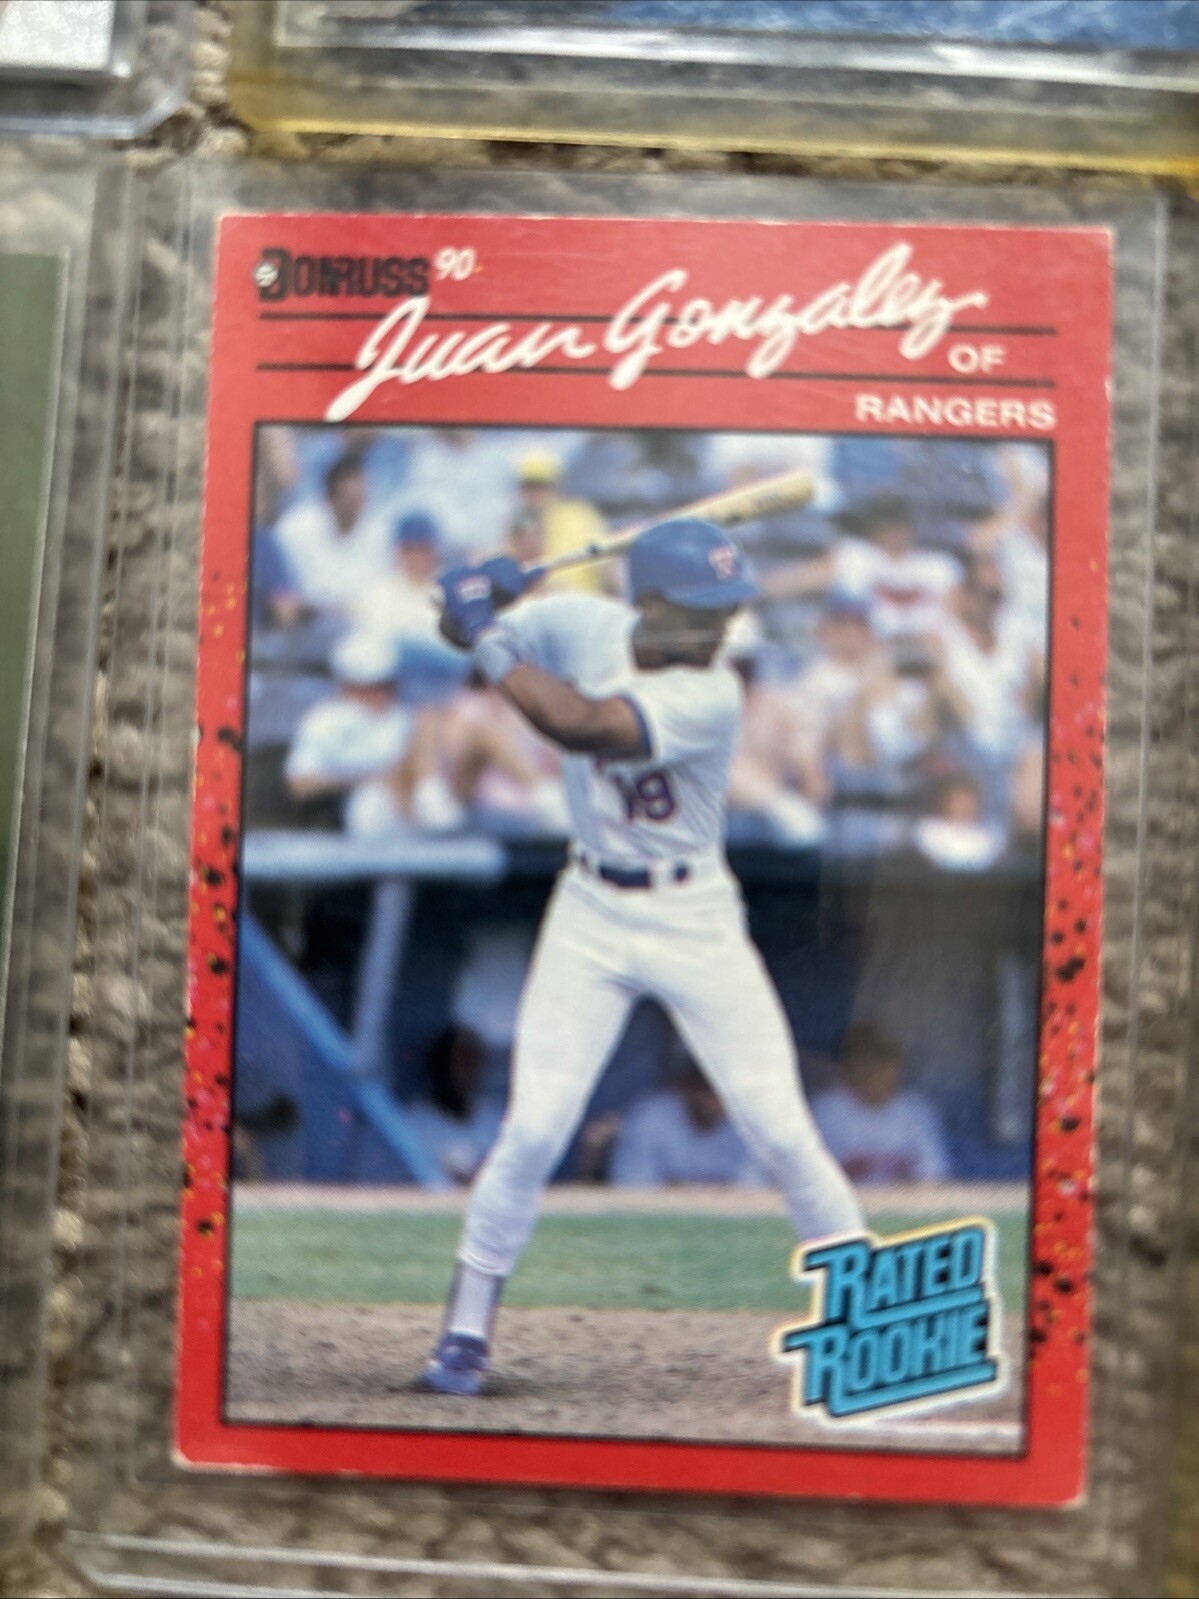 DONRUSS 90
Juan Gonzalez
OF
RANGERS
19
RATED
ROOKIE